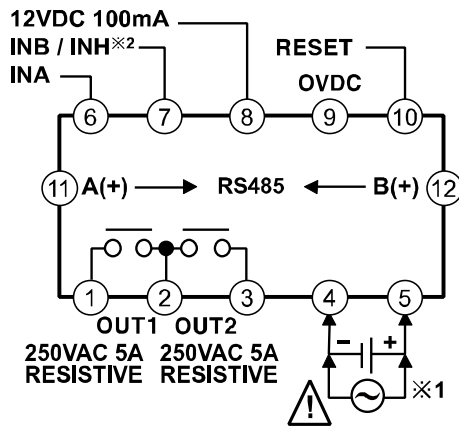 12VDC 100mA
INB / INH※2
INA
RESET
0VDC
6 7 8 9 10
11 A(+) RS485 B(+) 12
1 2 3 4 5
OUT1 OUT2
250VAC 5A 250VAC 5A
RESISTIVE RESISTIVE
- +
※1
!